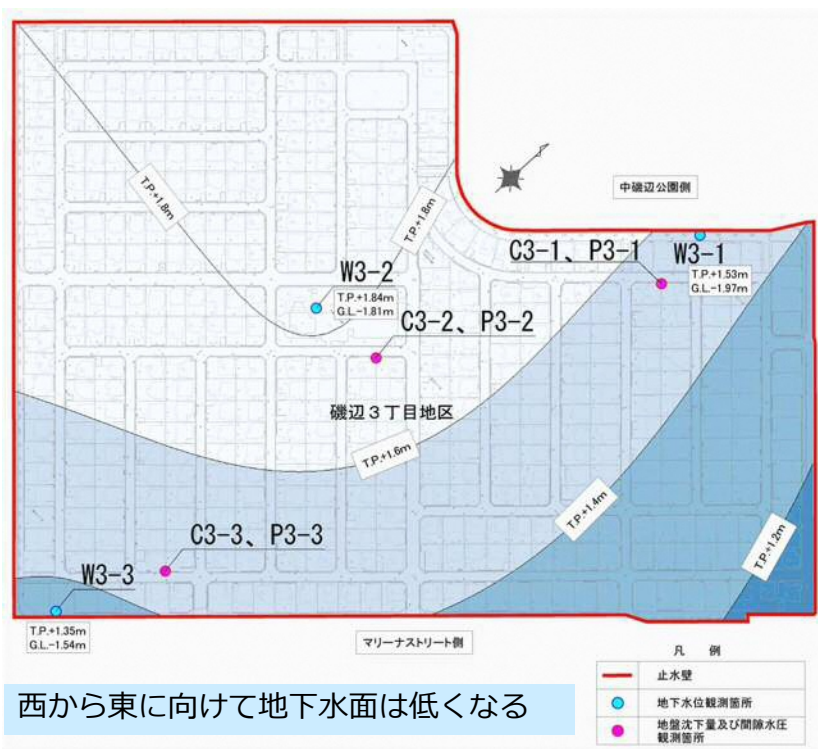 T.P.+1.8m
T.P.+1.8m
中磯辺公園側
C3-1、P3-1
W3-1
T.P.+1.53m
G.L.-1.97m
W3-2
T.P.+1.84m
G.L.-1.81m
C3-2、P3-2
磯辺3丁目地区
T.P.+1.6m
T.P.+1.4m
T.P.+1.2m
C3-3、P3-3
W3-3
T.P.+1.35m
G.L.-1.54m
マリーナストリート側
西から東に向けて地下水面は低くなる
凡 例
止水壁
地下水位観測箇所
地盤沈下量及び間隙水圧
観測箇所